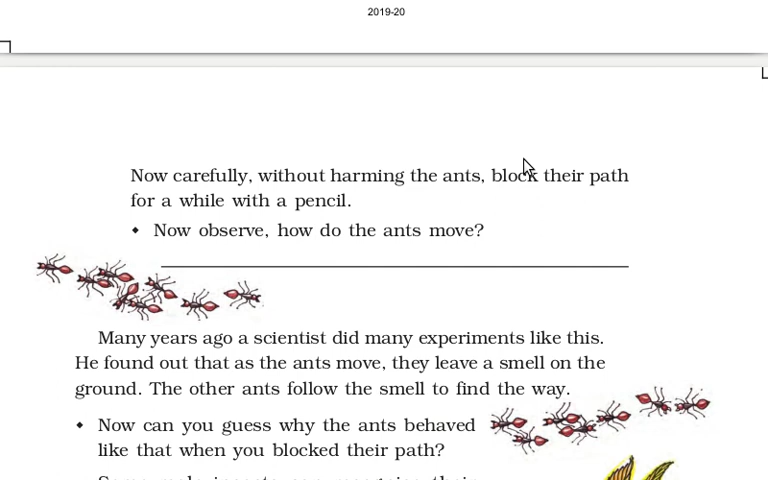 2019-20
Now carefully, without harming the ants, block their path
for a while with a pencil.
◆ Now observe, how do the ants move?
Many years ago a scientist did many experiments like this.
He found out that as the ants move, they leave a smell on the
ground. The other ants follow the smell to find the way.
◆ Now can you guess why the ants behaved
like that when you blocked their path?